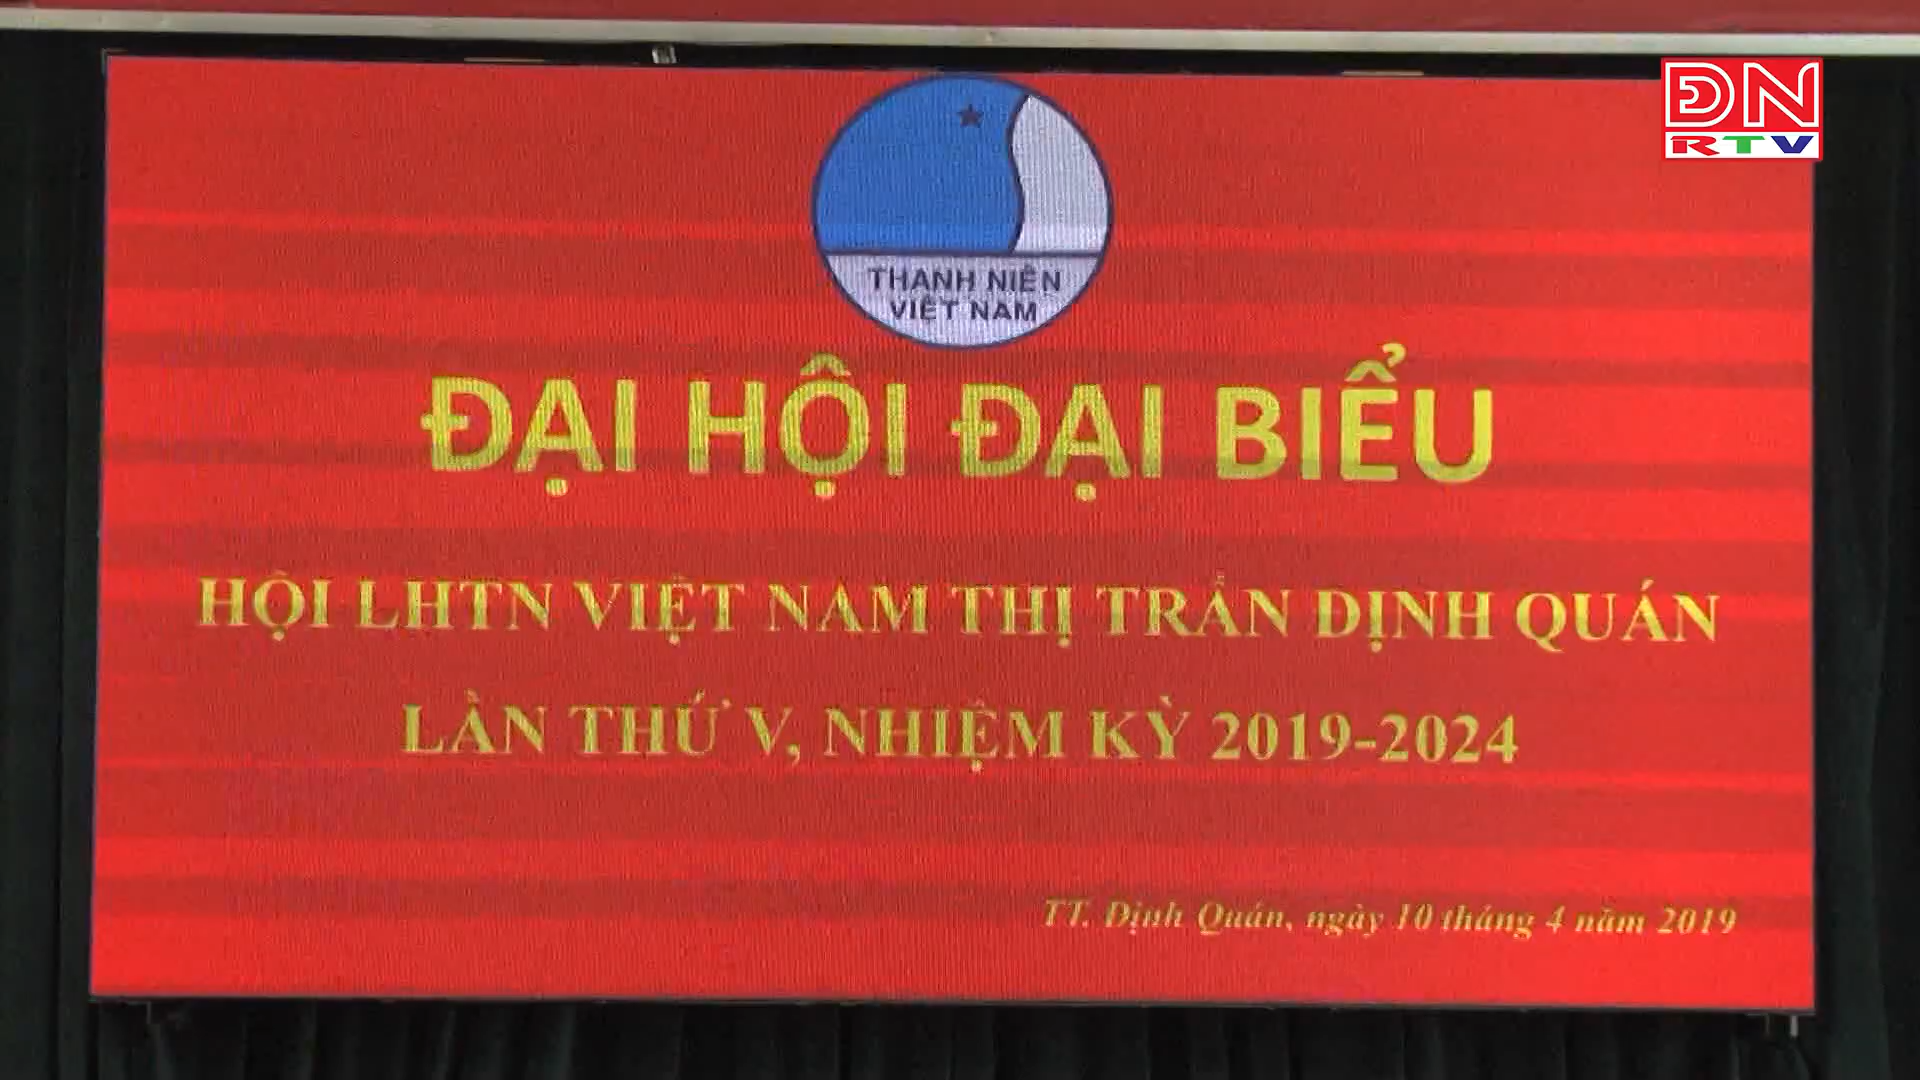 ĐN
RTV
THANH NIÊN
VIỆT NAM
ĐẠI HỘI ĐẠI BIỂU
HỘI LHTN VIỆT NAM THỊ TRẤN ĐỊNH QUÁN
LẦN THỨ V, NHIỆM KỲ 2019-2024
TT. Định Quán, ngày 10 tháng 4 năm 2019